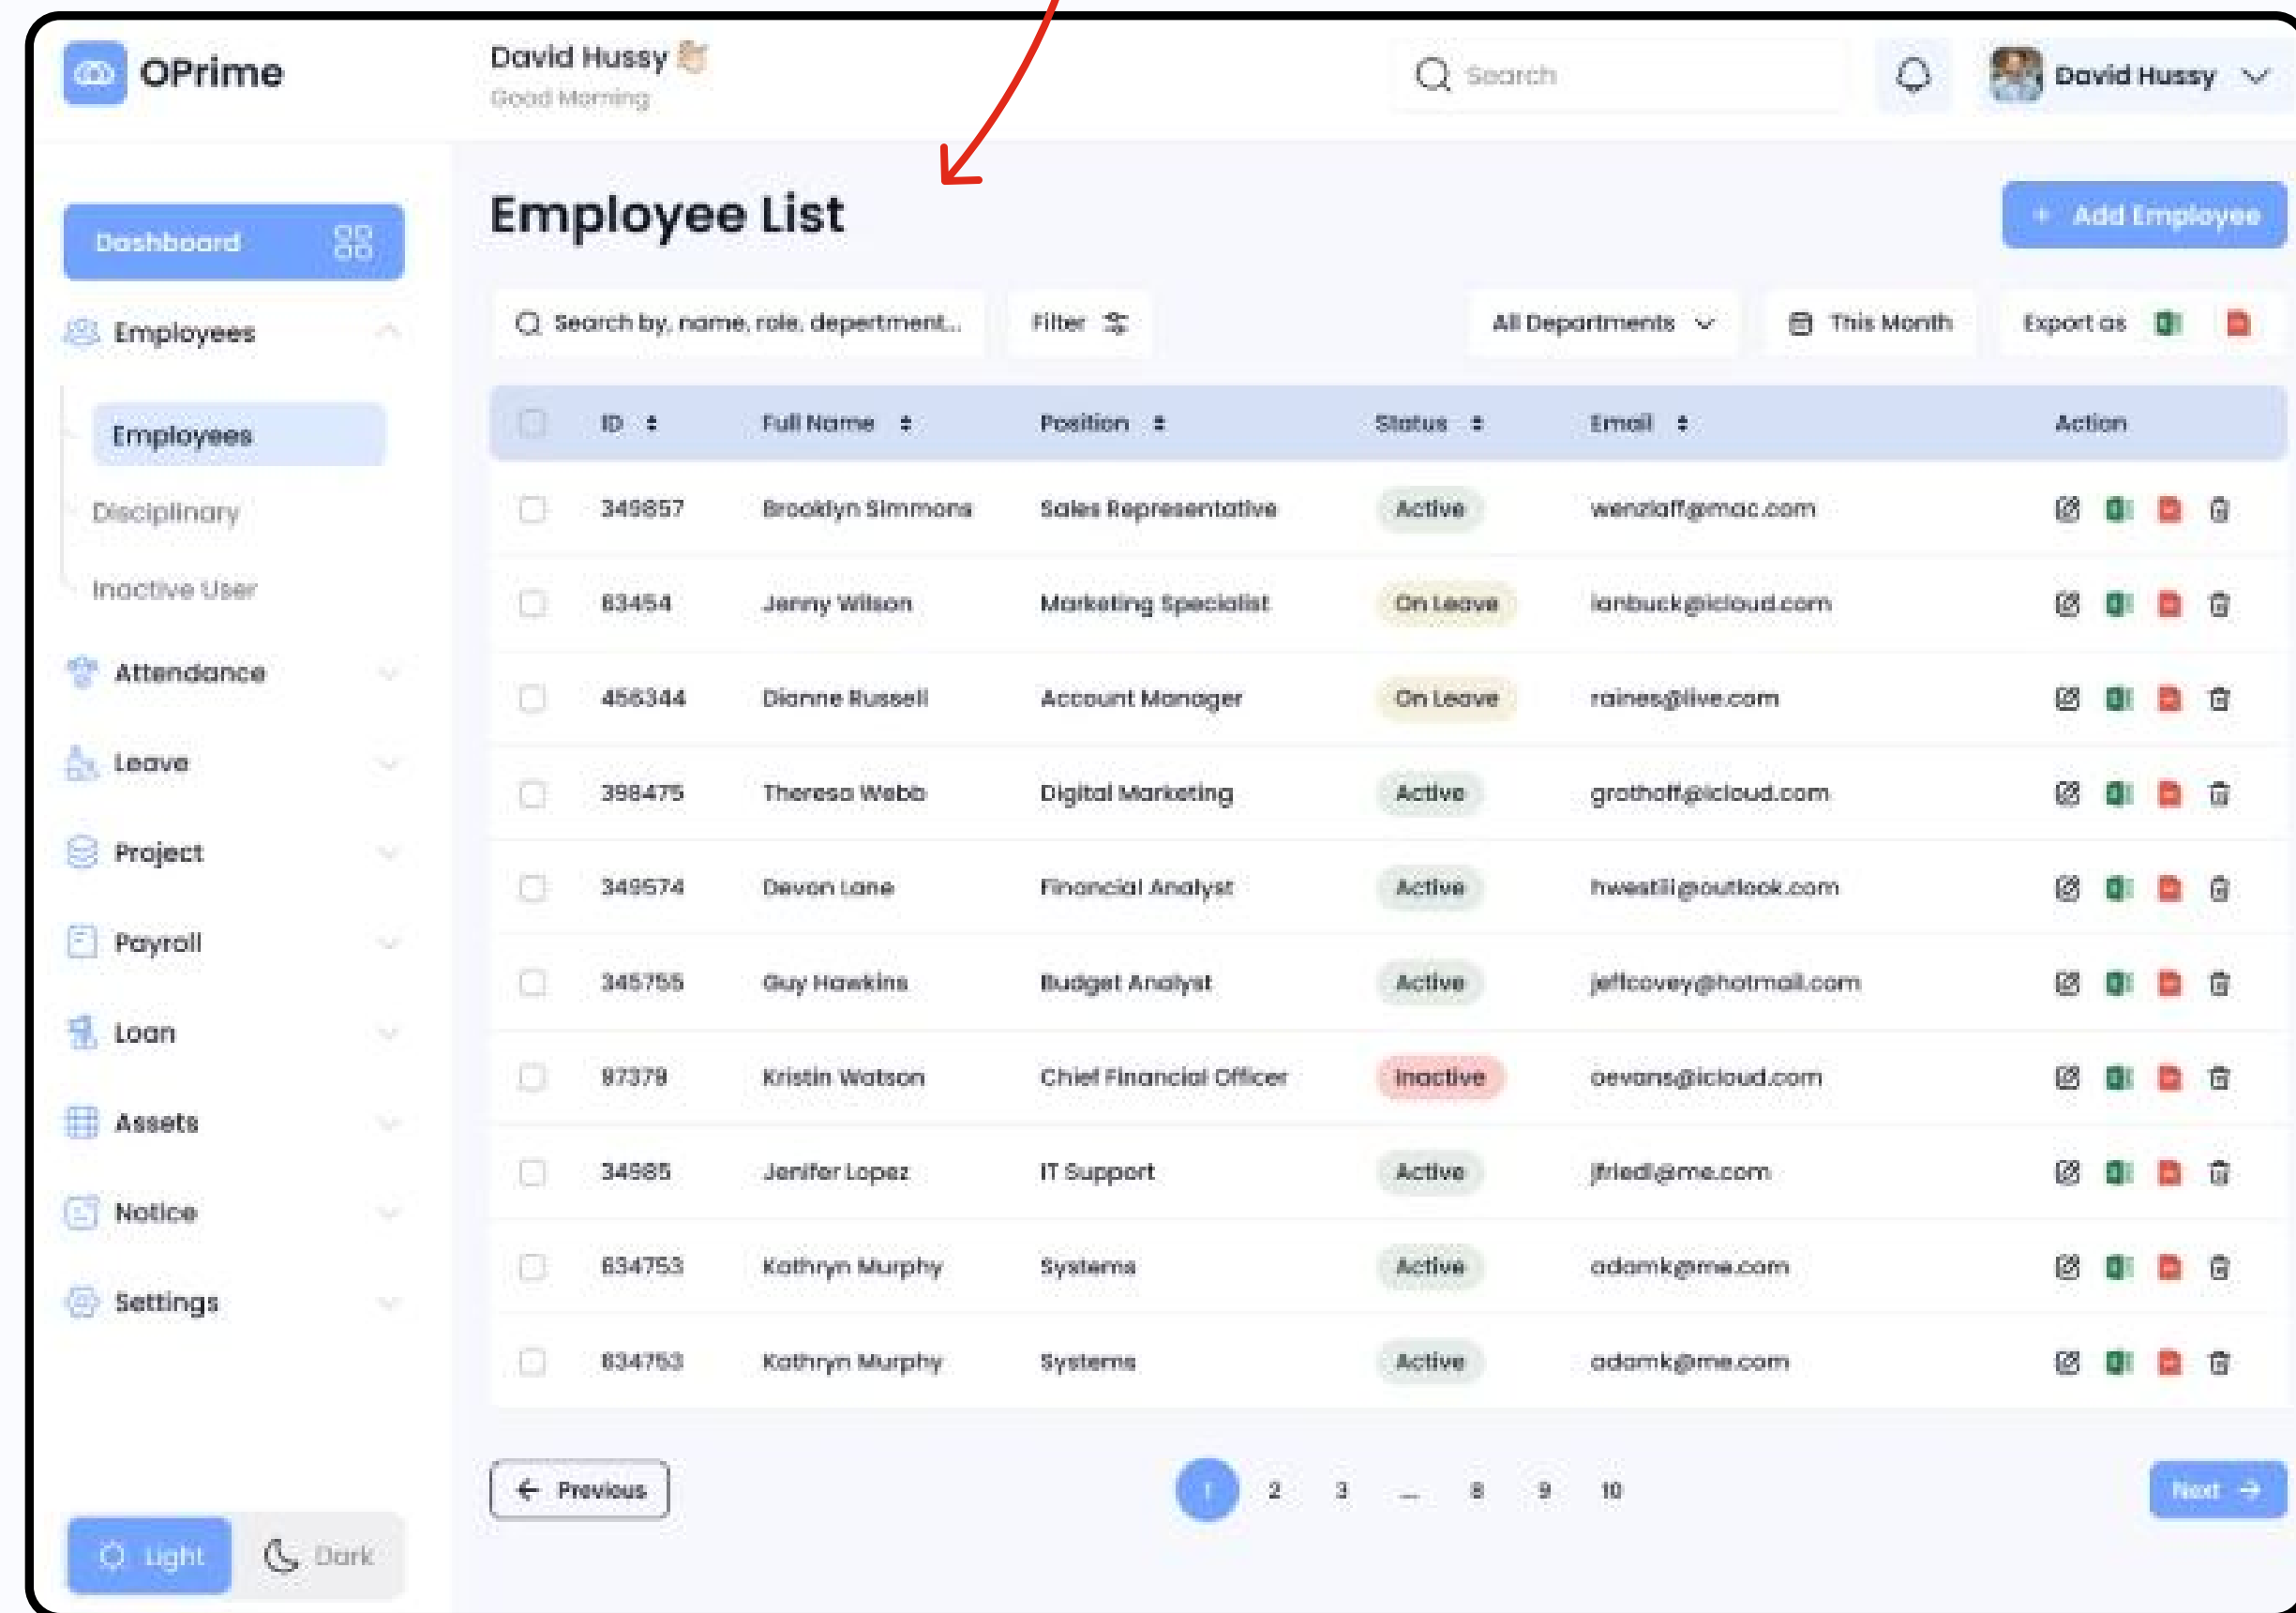 OPrime
David Hussy
Good Morning
Search
David Hussy
Dashboard
Employees
Employees
Disciplinary
Inactive User
Attendance
Leave
Project
Payroll
Loan
Assets
Notice
Settings
Light Dark
Employee List
+ Add Employee
Search by, name, role, depertment...
Filter
All Departments
This Month
Export as
ID Full Name Position Status Email Action
349857 Brooklyn Simmons Sales Representative Active wenzlaff@mac.com
63454 Jenny Wilson Marketing Specialist On Leave ianbuck@icloud.com
456344 Dianne Russell Account Manager On Leave raines@live.com
398475 Theresa Webb Digital Marketing Active grothoff@icloud.com
349574 Devon Lane Financial Analyst Active
345755 Guy Hawkins Budget Analyst Active jeffcovey@hotmail.com
Kristin Watson Chief Financial Officer Inactive oevans@icloud.com
34985 Jenifer Lopez IT Support Active jfriedl@me.com
634753 Kathryn Murphy Systems Active adamk@me.com
634753 Kathryn Murphy Systems Active adamk@me.com
Previous
1 2 3 ... 8 9 10
Next